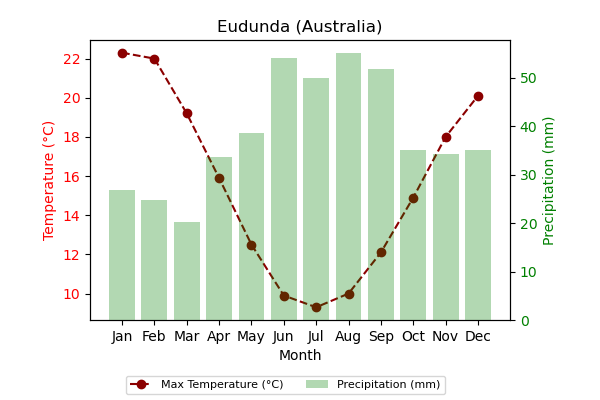 Eudunda (Australia)
Temperature (°C)
22
20
18
16
14
12
10
50
40
30
20
10
0
Precipitation (mm)
Jan Feb Mar Apr May Jun Jul Aug Sep Oct Nov Dec
Month
Max Temperature (°C) Precipitation (mm)